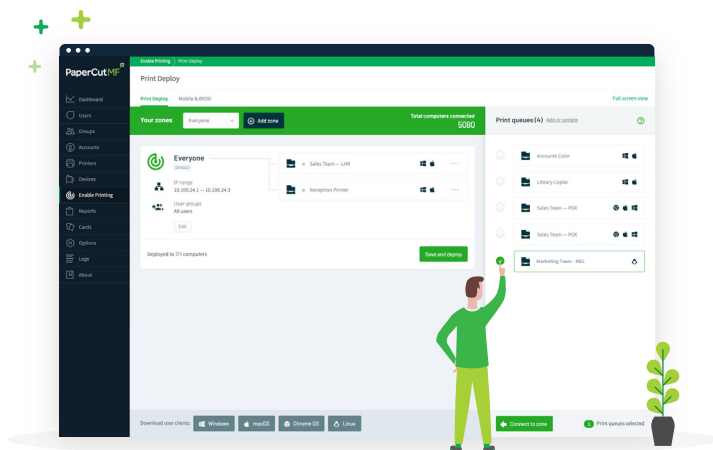 PaperCut MF
Enable Printing
Print Deploy
Print Deploy
Print Deploy
Mobile & BYOD
Full screen view
Dashboard
Users
Groups
Accounts
Printers
Devices
Enable Printing
Reports
Cards
Options
Logs
About
Your zones
Everyone
Add zone
Total computers connected
5080
Everyone
DEFAULT
IP range
10.100.24.1 — 10.100.24.3
User groups
All users
Edit
Sales Team — LHR
Reception Printer
Deployed to
computers
Save and deploy
Print queues (4)
Add or update
Accounts Color
Library Copier
Sales Team — PDX
Sales Team — PDX
Marketing Team - MEL
Download user clients:
Windows
macOS
Chrome OS
Linux
Connect to zone
Print queues selected